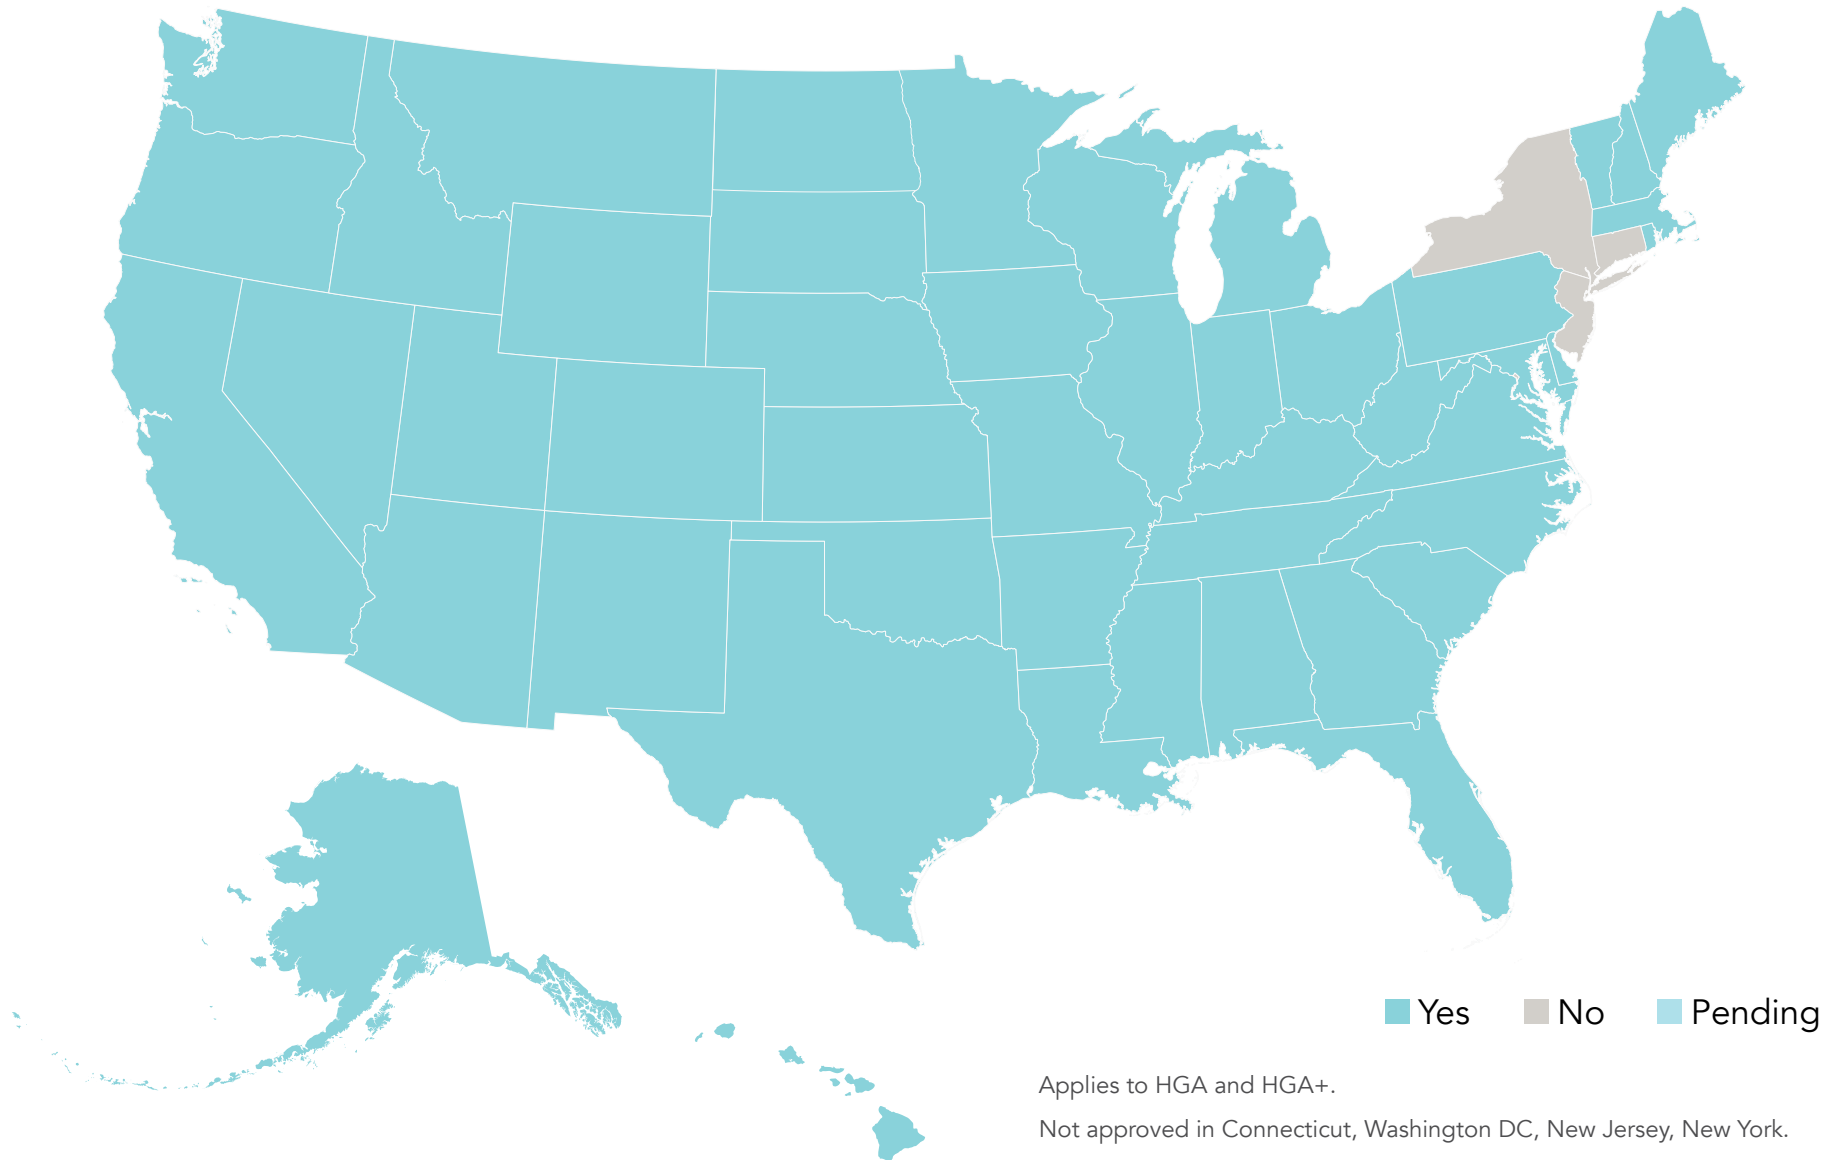 Yes No Pending
Applies to HGA and HGA+.
Not approved in Connecticut, Washington DC, New Jersey, New York.